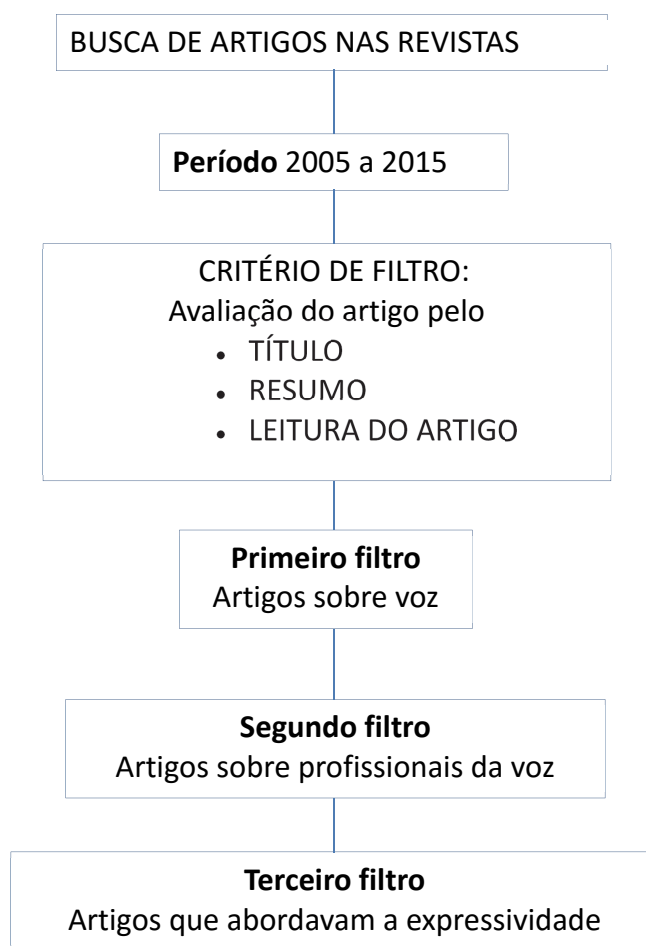 BUSCA DE ARTIGOS NAS REVISTAS
Período 2005 a 2015
CRITÉRIO DE FILTRO:
Avaliação do artigo pelo
• TÍTULO
• RESUMO
• LEITURA DO ARTIGO
Primeiro filtro
Artigos sobre voz
Segundo filtro
Artigos sobre profissionais da voz
Terceiro filtro
Artigos que abordavam a expressividade